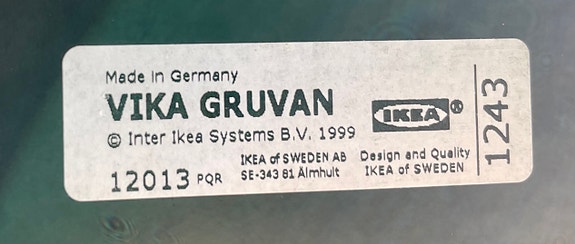 Made in Germany
VIKA GRUVAN
© Inter Ikea Systems B.V. 1999
IKEA®
12013 PQR
IKEA of SWEDEN AB
SE-343 81 Älmhult
Design and Quality
IKEA of SWEDEN
1243